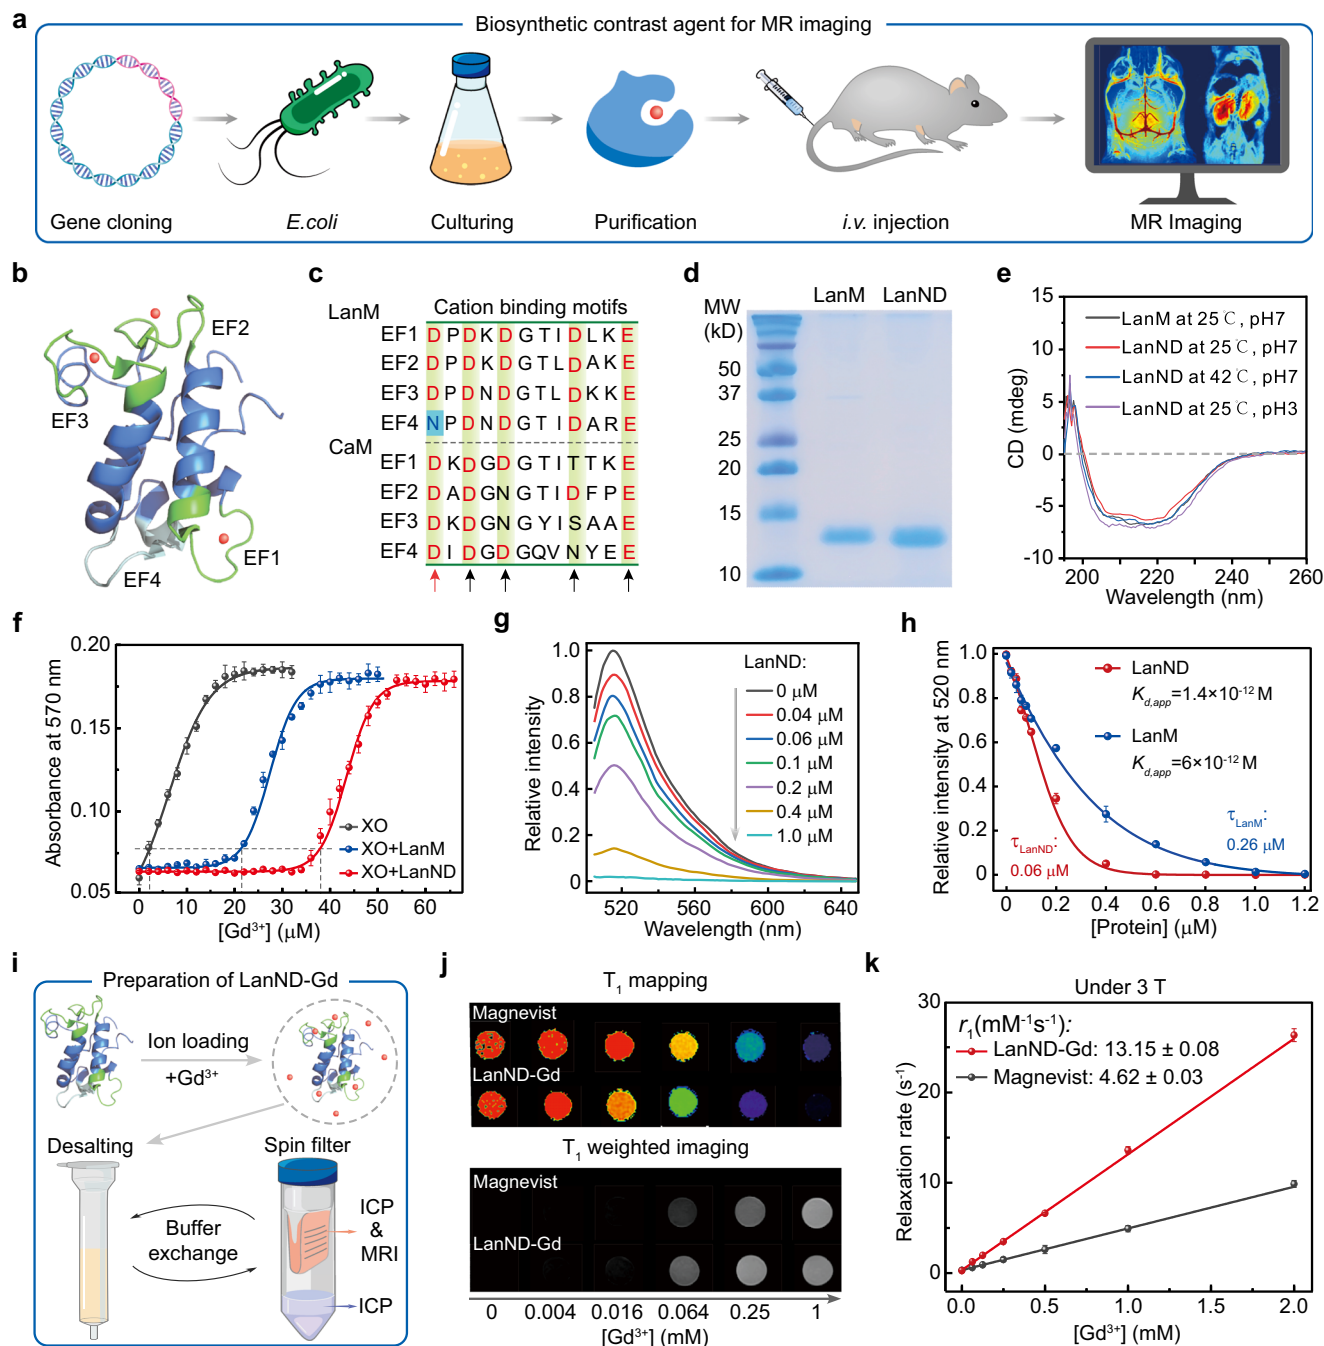 a
Biosynthetic contrast agent for MR imaging
Gene cloning
E.coli
Culturing
Purification
i.v. injection
MR Imaging
b
EF2
EF3
EF4
EF1
c
LanM
Cation binding motifs
EF1 D P D K D G T I D L K E
EF2 D P D K D G T L D A K E
EF3 D P D N D G T L D K K E
EF4 N P D N D G T I D A R E
CaM
EF1 D K D G D G T I T T K E
EF2 D A D G N G T I D F P E
EF3 D K D G N G Y I S A A E
EF4 D I D G D G Q V N Y E E
d
MW
(kD)
LanM
LanND
50
37
25
20
15
10
e
15
10
5
0
-5
-10
CD (mdeg)
LanM at 25℃, pH7
LanND at 25℃, pH7
LanND at 42℃, pH7
LanND at 25℃, pH3
200 220 240 260
Wavelength (nm)
f
0.20
0.15
0.10
0.05
Absorbance at 570 nm
XO
XO+LanM
XO+LanND
0 10 20 30 40 50 60
[Gd³⁺] (μM)
g
1.0
0.8
0.6
0.4
0.2
0
Relative intensity
LanND:
0 μM
0.04 μM
0.06 μM
0.1 μM
0.2 μM
0.4 μM
1.0 μM
520 560 600 640
Wavelength (nm)
h
1.0
0.8
0.6
0.4
0.2
0
Relative intensity at 520 nm
LanND
Kd,app=1.4×10⁻¹² M
LanM
Kd,app=6×10⁻¹² M
τLanND:
0.06 μM
τLanM:
0.26 μM
0 0.2 0.4 0.6 0.8 1.0 1.2
[Protein] (μM)
i
Preparation of LanND-Gd
Ion loading
+Gd³⁺
Desalting
Spin filter
Buffer
exchange
ICP
&
MRI
ICP
j
T₁ mapping
Magnevist
LanND-Gd
T₁ weighted imaging
Magnevist
LanND-Gd
0 0.004 0.016 0.064 0.25 1
[Gd³⁺] (mM)
k
Under 3 T
30
20
10
0
Relaxation rate (s⁻¹)
r₁(mM⁻¹s⁻¹):
LanND-Gd: 13.15 ± 0.08
Magnevist: 4.62 ± 0.03
0.0 0.5 1.0 1.5 2.0
[Gd³⁺] (mM)